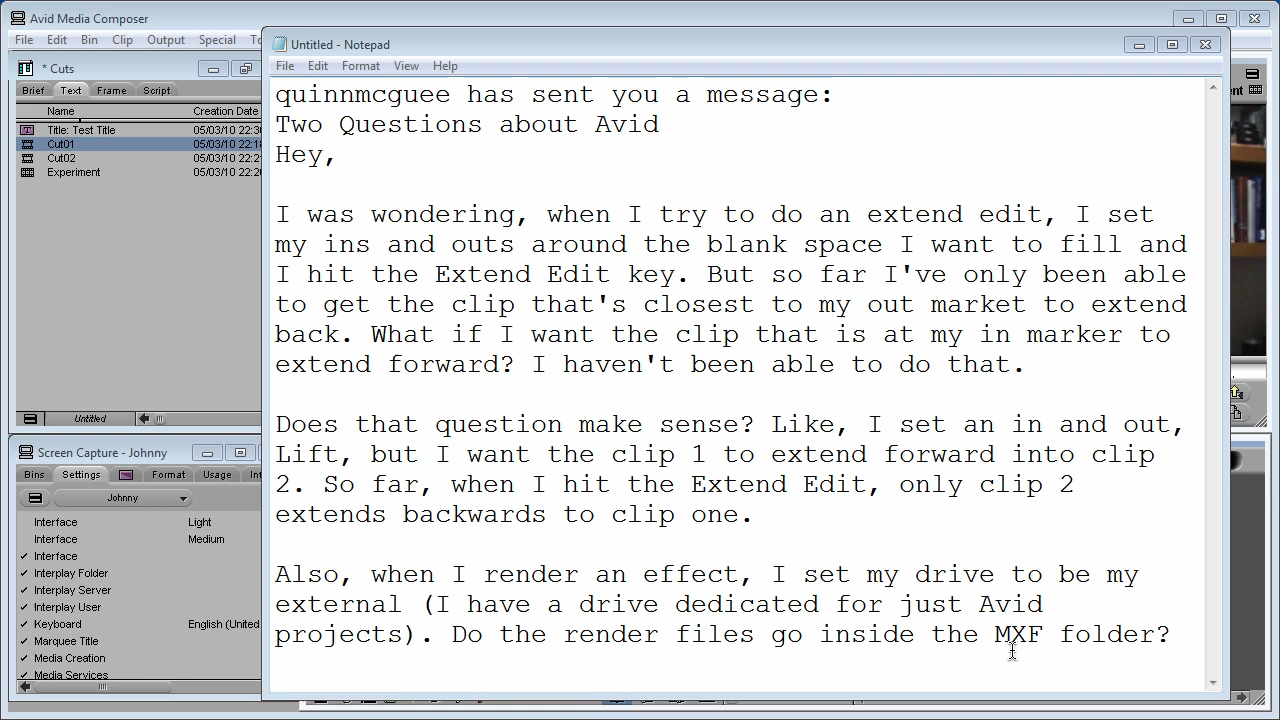 Avid Media Composer
File Edit Bin Clip Output Special
* Cuts
Brief Text Frame Script
Name Creation Date
Title: Test Title 05/03/10 22:3
Cut01 05/03/10 22:1
Cut02 05/03/10 22:2
Experiment 05/03/10 22:2
Untitled
Screen Capture - Johnny
Bins Settings Format Usage
Johnny
Interface Light
Interface Medium
Interface
Interplay Folder
Interplay Server
Interplay User
Keyboard English (United
Marquee Title
Media Creation
Media Services
Untitled - Notepad
File Edit Format View Help
quinnmcguee has sent you a message:
Two Questions about Avid
Hey,
I was wondering, when I try to do an extend edit, I set
my ins and outs around the blank space I want to fill and
I hit the Extend Edit key. But so far I've only been able
to get the clip that's closest to my out market to extend
back. What if I want the clip that is at my in marker to
extend forward? I haven't been able to do that.
Does that question make sense? Like, I set an in and out,
Lift, but I want the clip 1 to extend forward into clip
2. So far, when I hit the Extend Edit, only clip 2
extends backwards to clip one.
Also, when I render an effect, I set my drive to be my
external (I have a drive dedicated for just Avid
projects). Do the render files go inside the MXF folder?